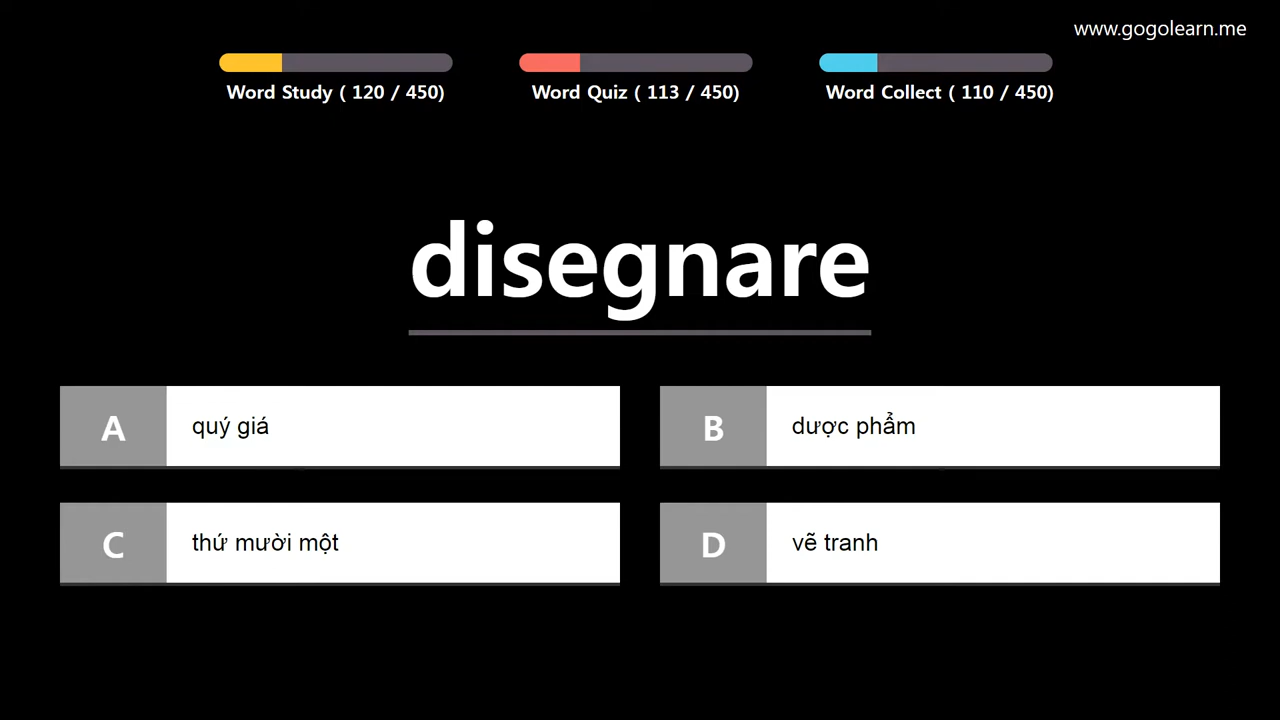 www.gogolearn.me
Word Study ( 120 / 450)
Word Quiz ( 113 / 450)
Word Collect ( 110 / 450)
disegnare
A quý giá
B dược phẩm
C thứ mười một
D vẽ tranh